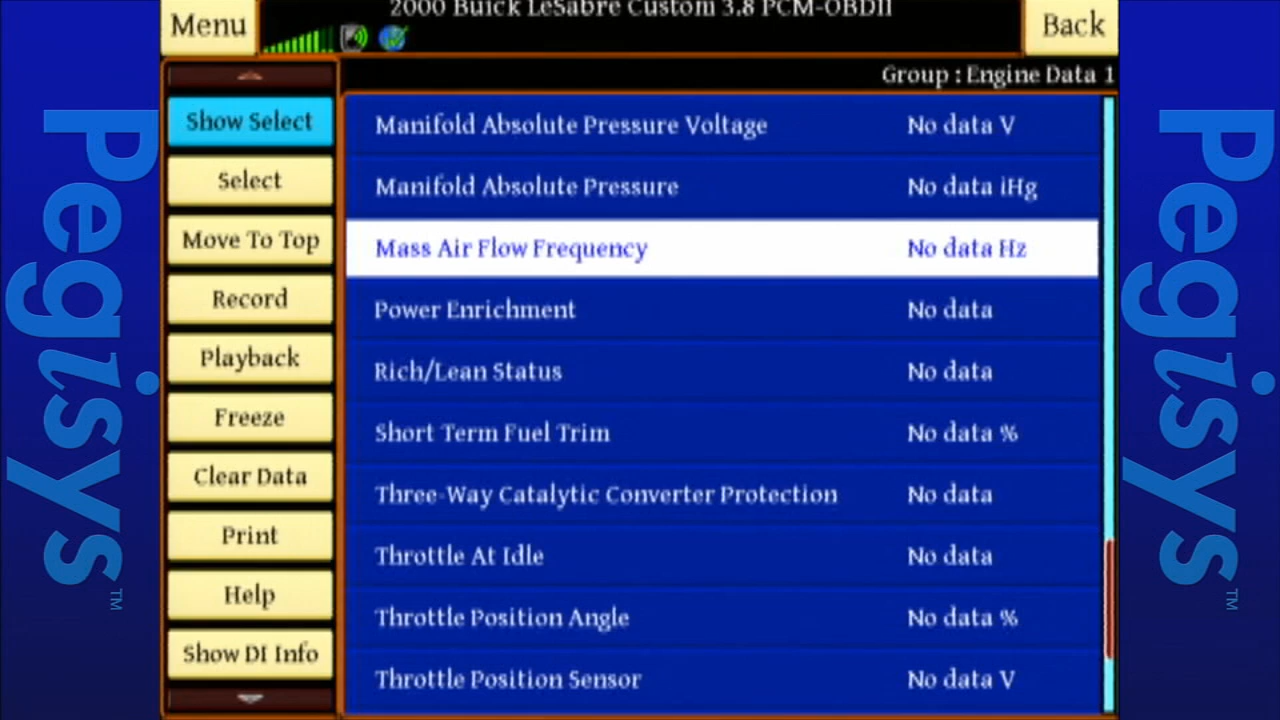 Menu
2000 Buick LeSabre Custom 3.8 PCM-OBDII
Back
Group : Engine Data 1
Show Select
Select
Move To Top
Record
Playback
Freeze
Clear Data
Print
Help
Show DI Info
Manifold Absolute Pressure Voltage No data V
Manifold Absolute Pressure No data iHg
Mass Air Flow Frequency No data Hz
Power Enrichment No data
Rich/Lean Status No data
Short Term Fuel Trim No data %
Three-Way Catalytic Converter Protection No data
Throttle At Idle No data
Throttle Position Angle No data %
Throttle Position Sensor No data V
Pegisys™
Pegisys™